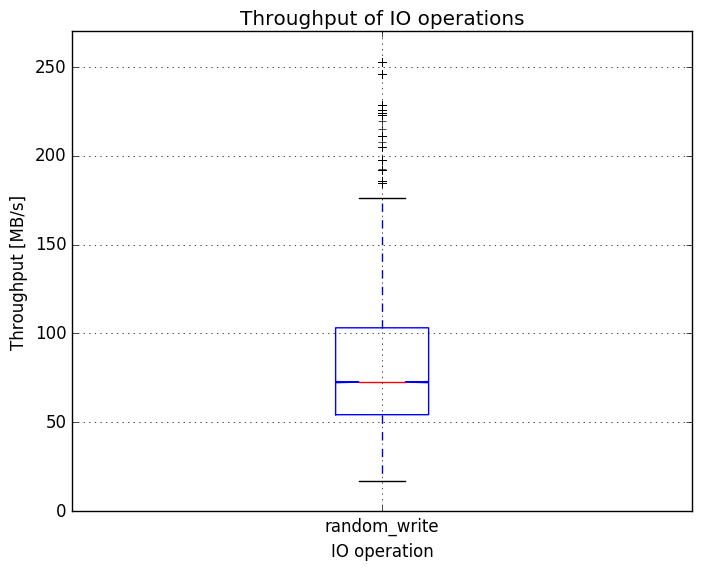 Throughput of IO operations
250
200
150
100
50
0
Throughput [MB/s]
random_write
IO operation